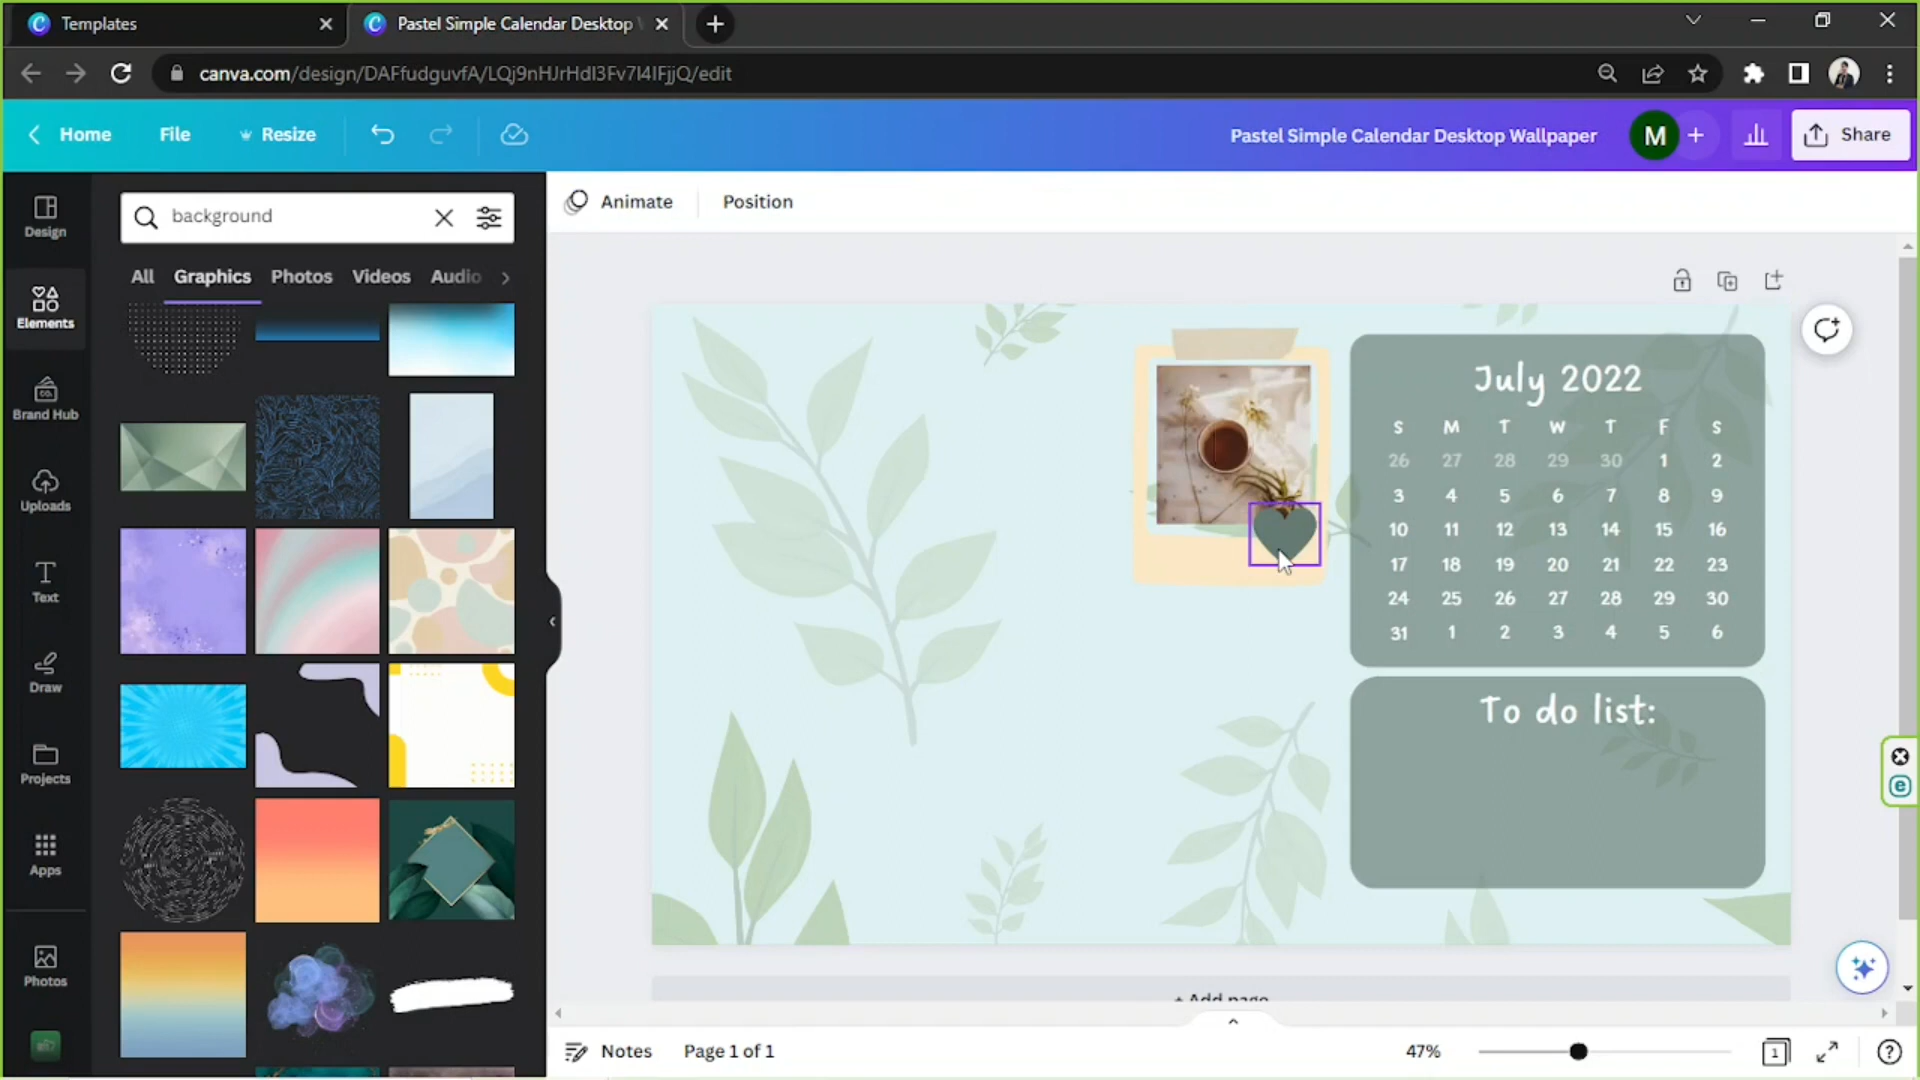 Templates
Pastel Simple Calendar Desktop
canva.com/design/DAFfudguvfA/LQj9nHJrHdI3Fv7I4IFjjQ/edit
Home
File
Resize
Pastel Simple Calendar Desktop Wallpaper
M
+
Share
Design
Elements
Brand Hub
Uploads
Text
Draw
Projects
Apps
Photos
background
All Graphics Photos Videos Audio
Animate
Position
July 2022
S M T W T F S
26 27 28 29 30 1 2
3 4 5 6 7 8 9
10 11 12 13 14 15 16
17 18 19 20 21 22 23
24 25 26 27 28 29 30
31 1 2 3 4 5 6
To do list:
+ Add page
Notes
Page 1 of 1
47%
1